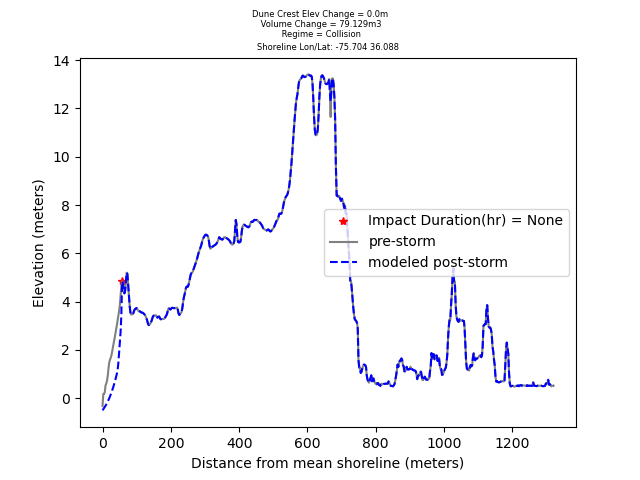 Dune Crest Elev Change = 0.0m
Volume Change = 79.129m3
Regime = Collision
Shoreline Lon/Lat: -75.704 36.088
14
12
10
8
6
4
2
0
Elevation (meters)
Impact Duration(hr) = None
pre-storm
modeled post-storm
0 200 400 600 800 1000 1200
Distance from mean shoreline (meters)